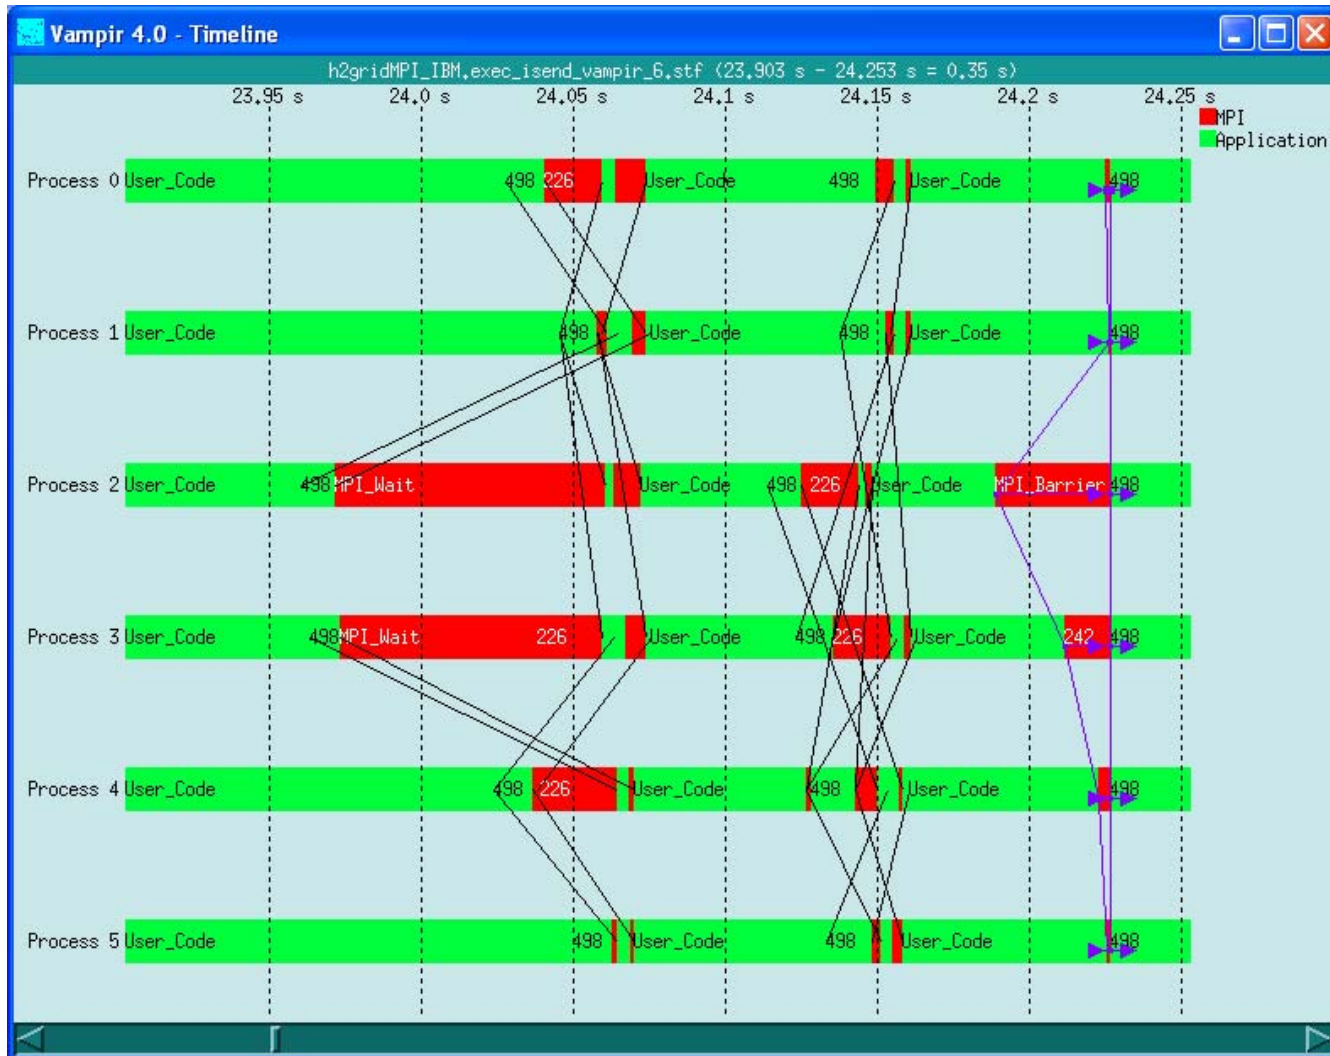 Vampir 4.0 - Timeline
h2gridMPI_IBM.exec_isend_vampir_6.stf (23.903 s - 24.253 s = 0.35 s)
23.95 s 24.0 s 24.05 s 24.1 s 24.15 s 24.2 s 24.25 s
MPI
Application
Process 0 User_Code 498 226 User_Code 498 User_Code 498
Process 1 User_Code 498 User_Code 498 User_Code 498
Process 2 User_Code 498 MPI_Wait User_Code 498 226 User_Code MPI_Barrier 498
Process 3 User_Code 498 MPI_Wait 226 User_Code 498 226 User_Code 242 498
Process 4 User_Code 498 226 User_Code 498 User_Code 498
Process 5 User_Code 498 User_Code 498 User_Code 498